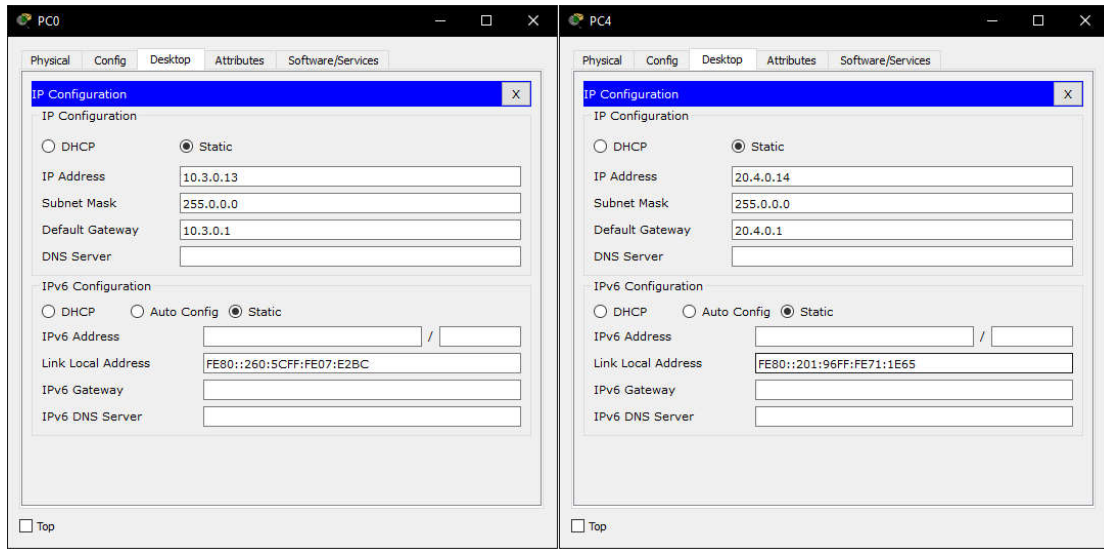 PC0
Physical Config Desktop Attributes Software/Services
IP Configuration X
IP Configuration
DHCP Static
IP Address 10.3.0.13
Subnet Mask 255.0.0.0
Default Gateway 10.3.0.1
DNS Server
IPv6 Configuration
DHCP Auto Config Static
IPv6 Address /
Link Local Address FE80::260:5CFF:FE07:E2BC
IPv6 Gateway
IPv6 DNS Server
Top
PC4
Physical Config Desktop Attributes Software/Services
IP Configuration X
IP Configuration
DHCP Static
IP Address 20.4.0.14
Subnet Mask 255.0.0.0
Default Gateway 20.4.0.1
DNS Server
IPv6 Configuration
DHCP Auto Config Static
IPv6 Address /
Link Local Address FE80::201:96FF:FE71:1E65
IPv6 Gateway
IPv6 DNS Server
Top